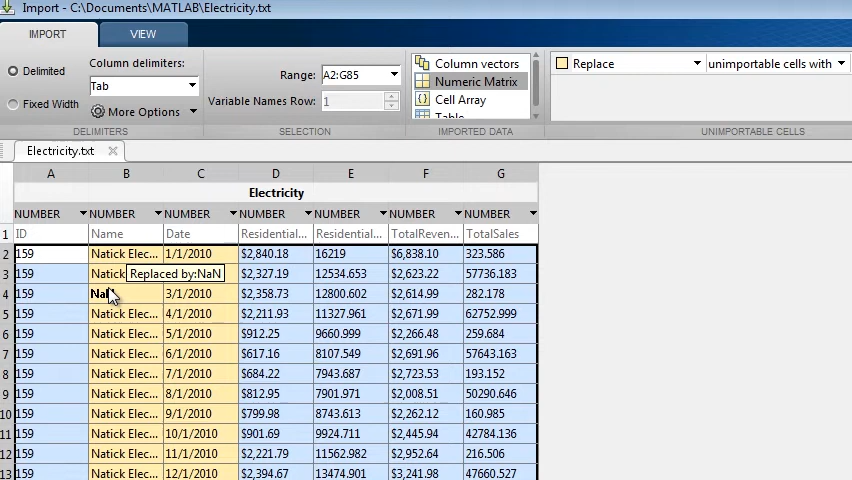 Import - C:\Documents\MATLAB\Electricity.txt
IMPORT VIEW
Delimited Column delimiters: Range: A2:G85 Column vectors Replace unimportable cells with
Tab Numeric Matrix
Fixed Width More Options Variable Names Row: 1 Cell Array
Table
DELIMITERS SELECTION IMPORTED DATA UNIMPORTABLE CELLS
Electricity.txt
A B C D E F G
Electricity
NUMBER NUMBER NUMBER NUMBER NUMBER NUMBER NUMBER
1 ID Name Date Residential... Residential... TotalReven... TotalSales
2 159 Natick Elec... 1/1/2010 $2,840.18 16219 $6,838.10 323.586
3 159 Natick Replaced by:NaN $2,327.19 12534.653 $2,623.22 57736.183
4 159 NaN 3/1/2010 $2,358.73 12800.602 $2,614.99 282.178
5 159 Natick Elec... 4/1/2010 $2,211.93 11327.961 $2,671.99 62752.999
6 159 Natick Elec... 5/1/2010 $912.25 9660.999 $2,266.48 259.684
7 159 Natick Elec... 6/1/2010 $617.16 8107.549 $2,691.96 57643.163
8 159 Natick Elec... 7/1/2010 $684.22 7943.687 $2,723.53 193.152
9 159 Natick Elec... 8/1/2010 $812.95 7901.971 $2,008.51 50290.646
10 159 Natick Elec... 9/1/2010 $799.98 8743.613 $2,262.12 160.985
11 159 Natick Elec... 10/1/2010 $901.69 9924.711 $2,445.94 42784.136
12 159 Natick Elec... 11/1/2010 $2,221.79 11562.982 $2,952.64 216.506
13 159 Natick Elec... 12/1/2010 $2,394.67 13474.901 $3,241.98 47660.527